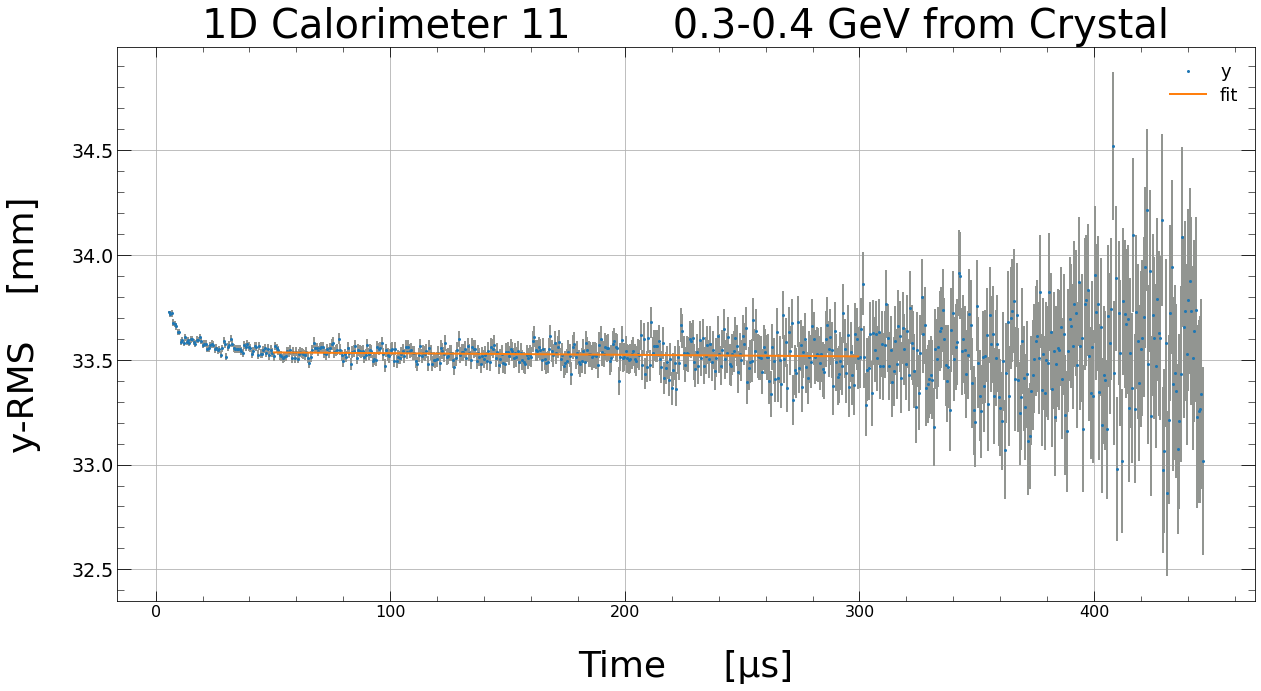 1D Calorimeter 11 0.3-0.4 GeV from Crystal
y
fit
y-RMS [mm]
34.5
34.0
33.5
33.0
32.5
0 100 200 300 400
Time [μs]